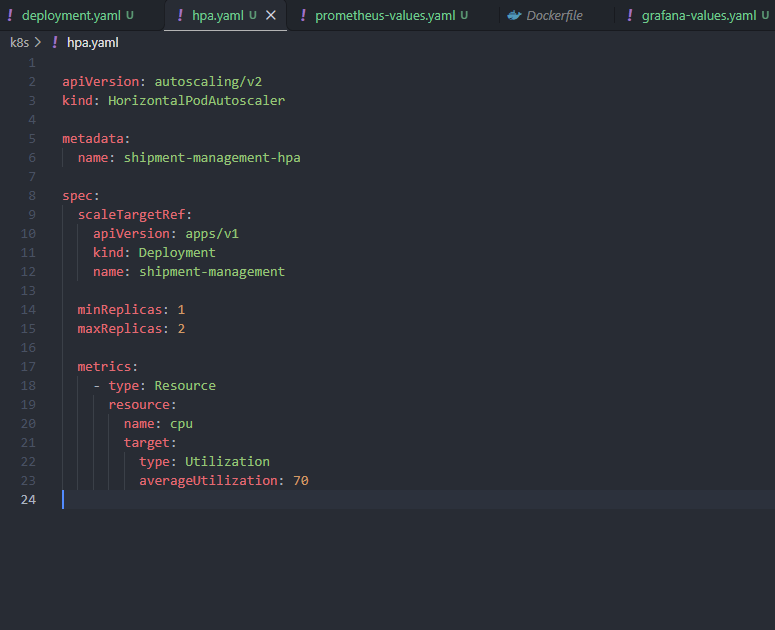 deployment.yaml U hpa.yaml U prometheus-values.yaml U Dockerfile grafana-values.yaml U
k8s > hpa.yaml
1
2 apiVersion: autoscaling/v2
3 kind: HorizontalPodAutoscaler
4
5 metadata:
6   name: shipment-management-hpa
7
8 spec:
9   scaleTargetRef:
10     apiVersion: apps/v1
11     kind: Deployment
12     name: shipment-management
13
14   minReplicas: 1
15   maxReplicas: 2
16
17   metrics:
18     - type: Resource
19       resource:
20         name: cpu
21         target:
22           type: Utilization
23           averageUtilization: 70
24